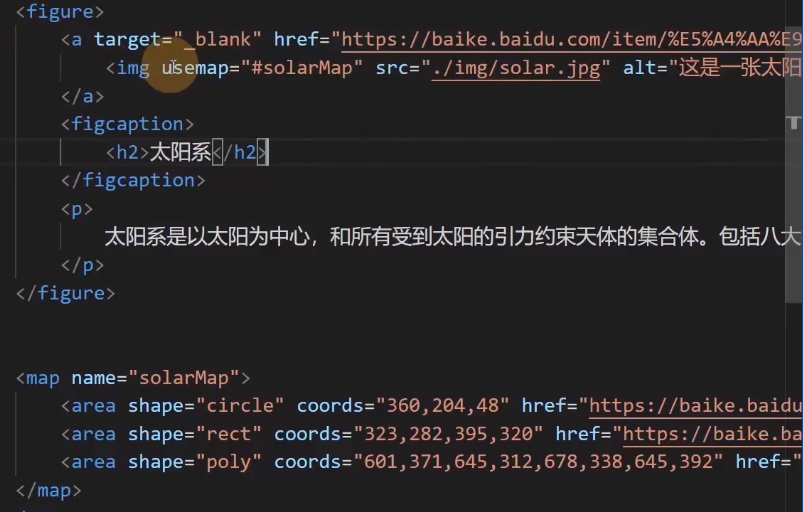 <figure>
<a target="_blank" href="https://baike.baidu.com/item/%E5%A4%AA%E9
<img usemap="#solarMap" src="./img/solar.jpg" alt="这是一张太阳
</a>
<figcaption>
<h2>太阳系</h2>
</figcaption>
<p>
太阳系是以太阳为中心，和所有受到太阳的引力约束天体的集合体。包括八大
</p>
</figure>
<map name="solarMap">
<area shape="circle" coords="360,204,48" href="https://baike.baidu
<area shape="rect" coords="323,282,395,320" href="https://baike.ba
<area shape="poly" coords="601,371,645,312,678,338,645,392" href="
</map>